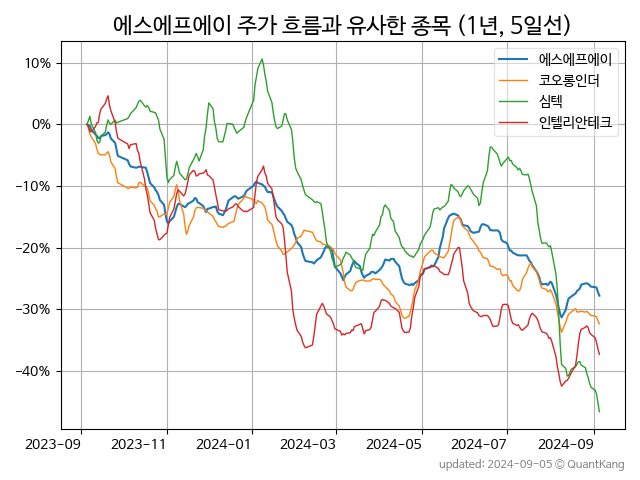 에스에프에이 주가 흐름과 유사한 종목 (1년, 5일선)
에스에프에이
코오롱인더
심텍
인텔리안테크
10%
0%
−10%
−20%
−30%
−40%
2023-09 2023-11 2024-01 2024-03 2024-05 2024-07 2024-09
updated: 2024-09-05 © QuantKang